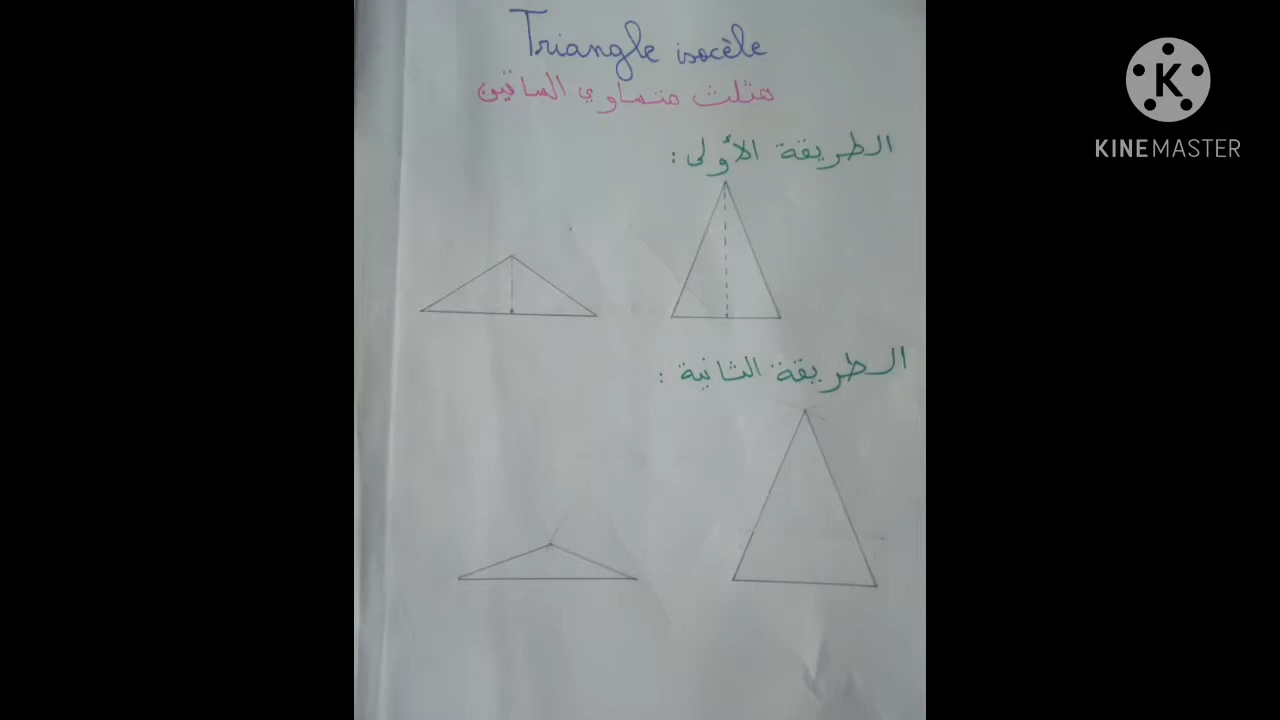 Triangle isocèle
مثلث متساوي الساقين
الطريقة الأولى :
الطريقة الثانية :
K
KINEMASTER